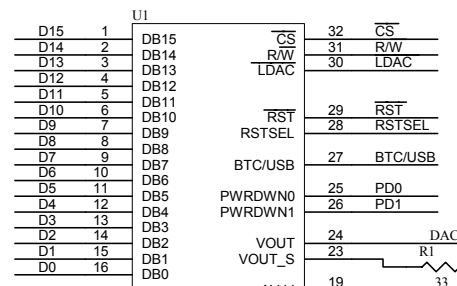 U1
D15 1 DB15 CS 32 CS
D14 2 DB14 R/W 31 R/W
D13 3 DB13 LDAC 30 LDAC
D12 4 DB12
D11 5 DB11
D10 6 DB10 RST 29 RST
D9 7 DB9 RSTSEL 28 RSTSEL
D8 8 DB8
D7 9 DB7 BTC/USB 27 BTC/USB
D6 10 DB6
D5 11 DB5 PWRDWN0 25 PD0
D4 12 DB4 PWRDWN1 26 PD1
D3 13 DB3
D2 14 DB2 VOUT 24 DAC
D1 15 DB1 VOUT_S 23 R1
D0 16 DB0
19 33